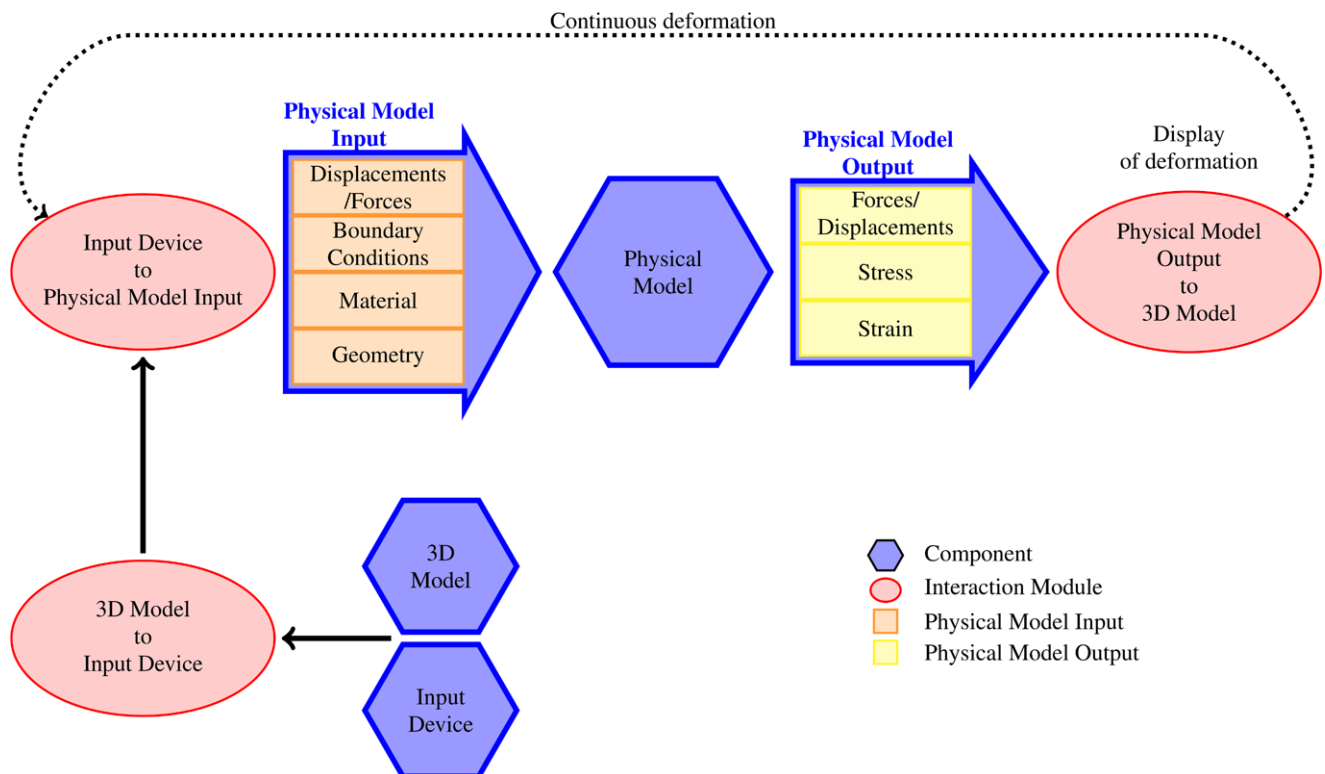 Continuous deformation
Physical Model
Input
Displacements
/Forces
Boundary
Conditions
Material
Geometry
Input Device
to
Physical Model Input
Physical
Model
Physical Model
Output
Forces/
Displacements
Stress
Strain
Display
of deformation
Physical Model
Output
to
3D Model
3D Model
to
Input Device
3D
Model
Input
Device
Component
Interaction Module
Physical Model Input
Physical Model Output